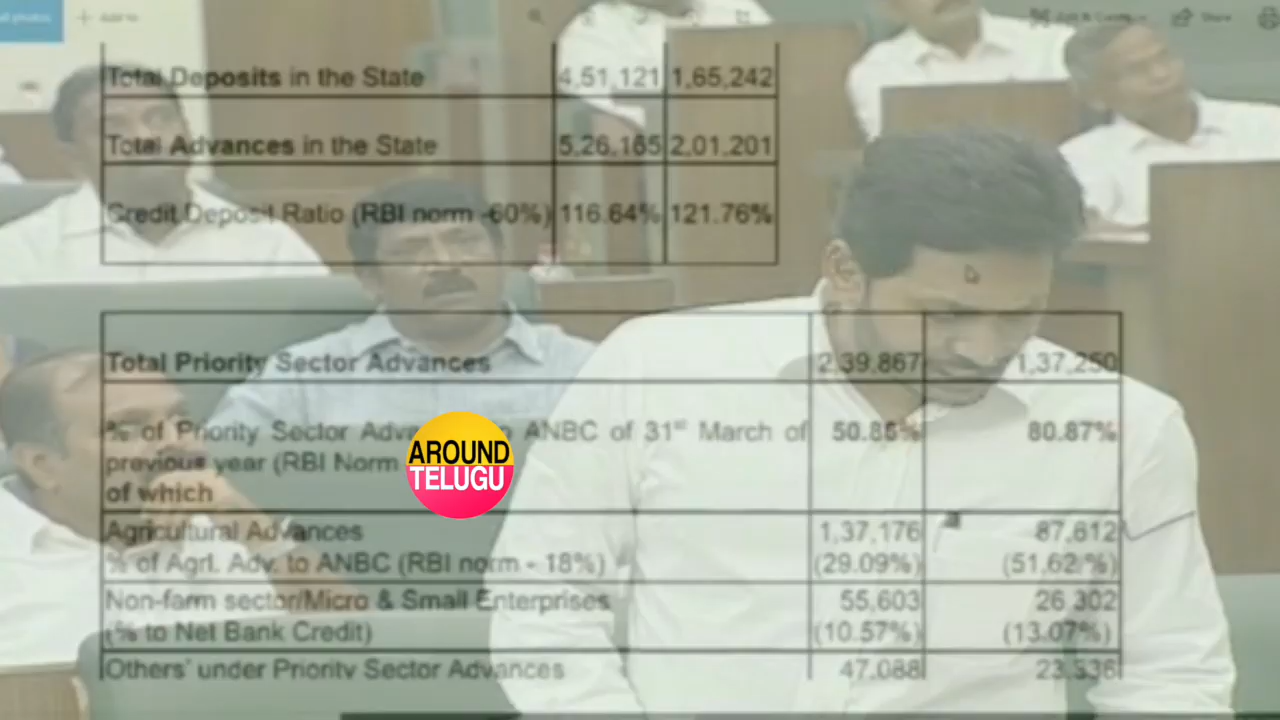 Add to
Share
Total Deposits in the State 4,51,121 1,65,242
Total Advances in the State 5,26,165 2,01,201
Credit Deposit Ratio (RBI norm -60%) 116.64% 121.76%
Total Priority Sector Advances 2,39,867 1,37,250
% of Priority Sector ANBC of 31st March of 50.86% 80.87%
previous year (RBI Norm
of which
AROUND
TELUGU
Agricultural Advances 1,37,176 87,612
% of Agrl. Adv. to ANBC (RBI norm - 18%) (29.09%) (51.62 %)
Non-farm sector/Micro & Small Enterprises 55,603 26,302
(% to Net Bank Credit) (10.57%) (13.07%)
Others' under Priority Sector Advances 47,088 23,536